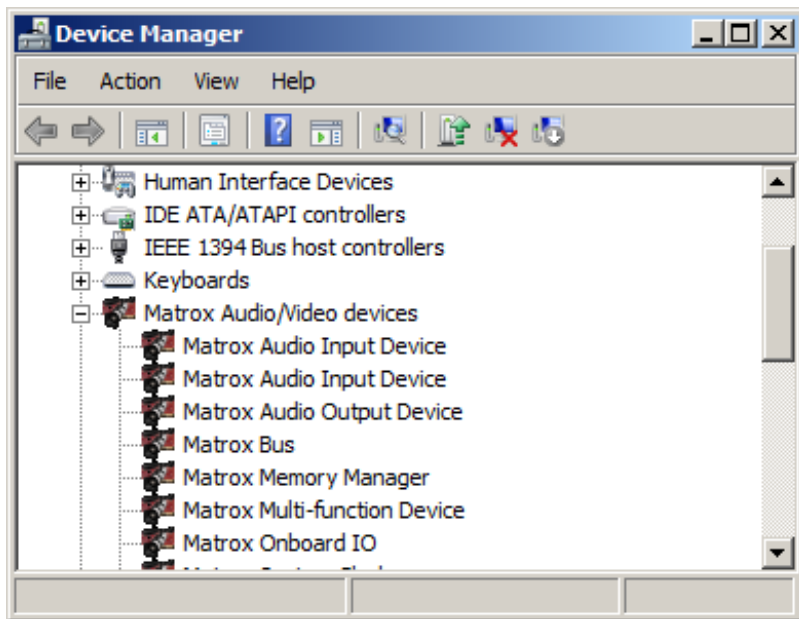 Device Manager
File Action View Help
Human Interface Devices
IDE ATA/ATAPI controllers
IEEE 1394 Bus host controllers
Keyboards
Matrox Audio/Video devices
Matrox Audio Input Device
Matrox Audio Input Device
Matrox Audio Output Device
Matrox Bus
Matrox Memory Manager
Matrox Multi-function Device
Matrox Onboard IO